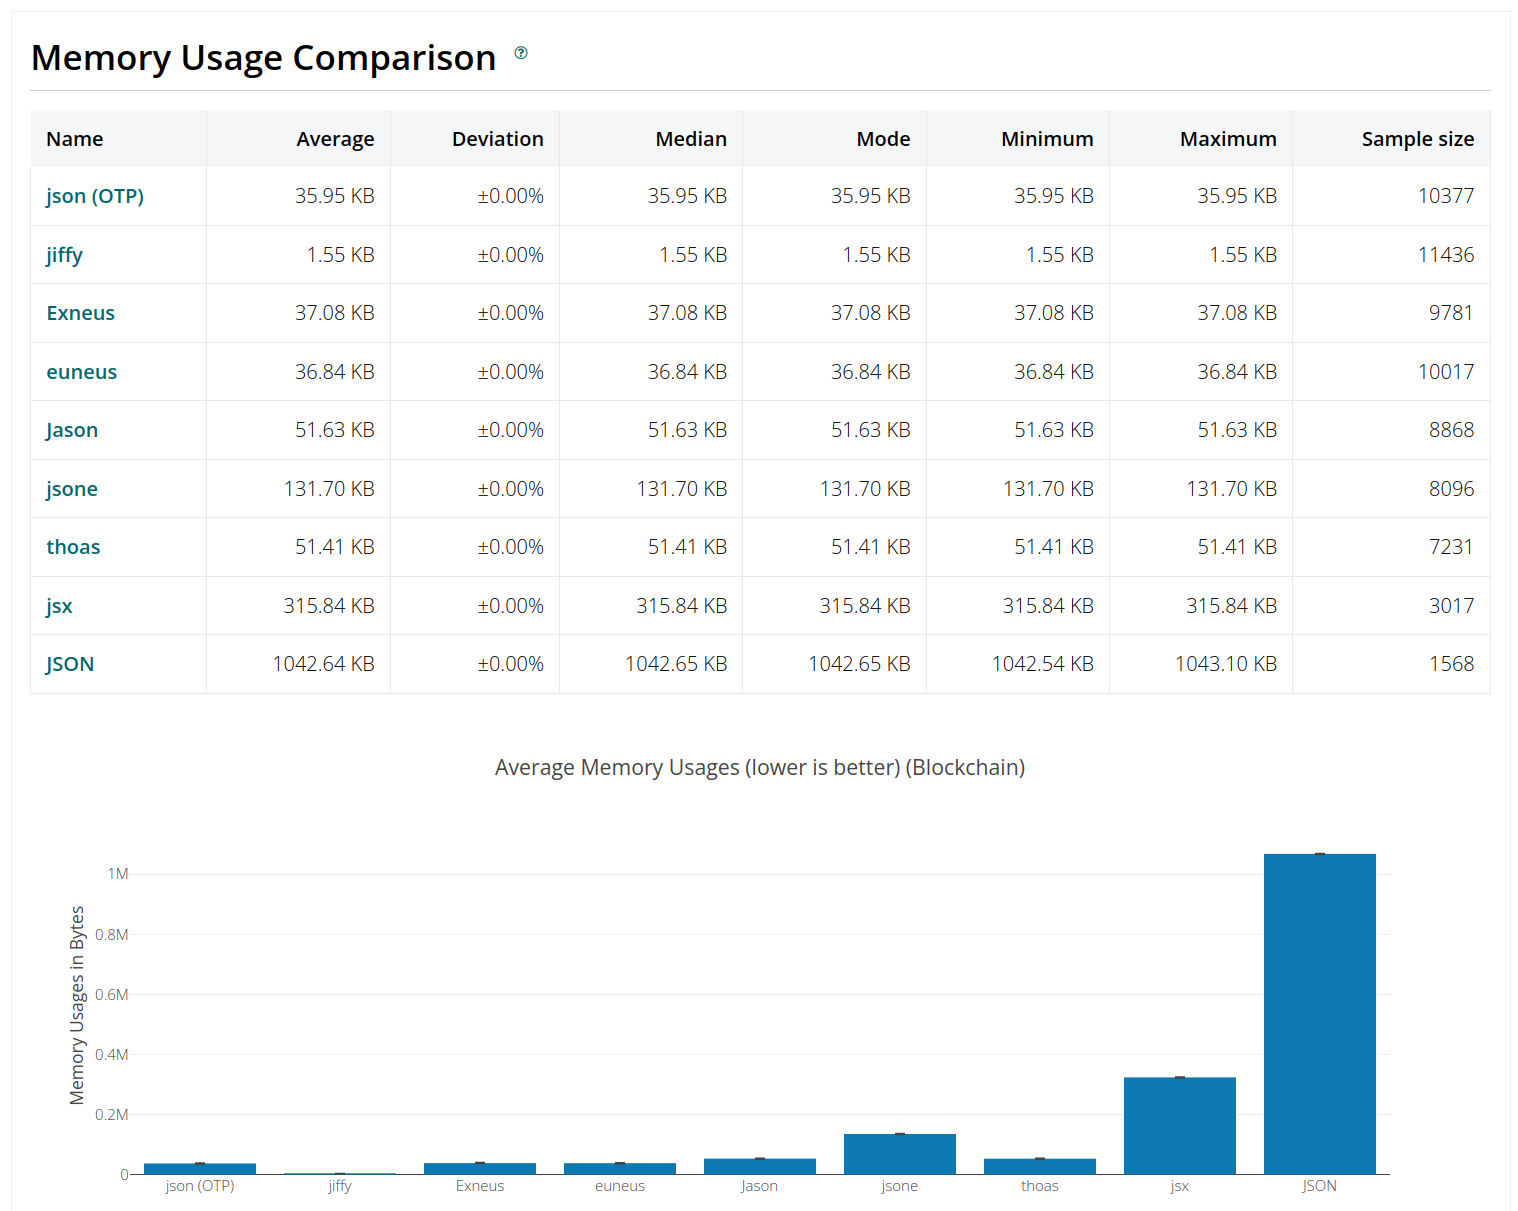 Memory Usage Comparison ?
Name Average Deviation Median Mode Minimum Maximum Sample size
json (OTP) 35.95 KB ±0.00% 35.95 KB 35.95 KB 35.95 KB 35.95 KB 10377
jiffy 1.55 KB ±0.00% 1.55 KB 1.55 KB 1.55 KB 1.55 KB 11436
Exneus 37.08 KB ±0.00% 37.08 KB 37.08 KB 37.08 KB 37.08 KB 9781
euneus 36.84 KB ±0.00% 36.84 KB 36.84 KB 36.84 KB 36.84 KB 10017
Jason 51.63 KB ±0.00% 51.63 KB 51.63 KB 51.63 KB 51.63 KB 8868
jsone 131.70 KB ±0.00% 131.70 KB 131.70 KB 131.70 KB 131.70 KB 8096
thoas 51.41 KB ±0.00% 51.41 KB 51.41 KB 51.41 KB 51.41 KB 7231
jsx 315.84 KB ±0.00% 315.84 KB 315.84 KB 315.84 KB 315.84 KB 3017
JSON 1042.64 KB ±0.00% 1042.65 KB 1042.65 KB 1042.54 KB 1043.10 KB 1568
Average Memory Usages (lower is better) (Blockchain)
Memory Usages in Bytes
1M
0.8M
0.6M
0.4M
0.2M
0
json (OTP) jiffy Exneus euneus Jason jsone thoas jsx JSON